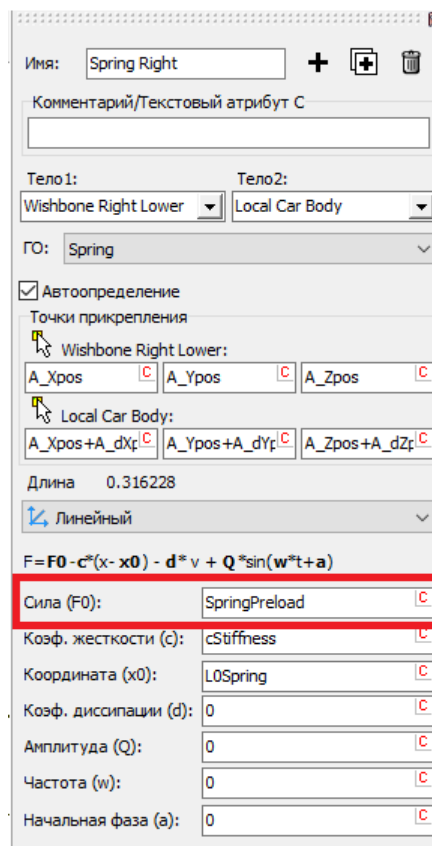 Имя: Spring Right
Комментарий/Текстовый атрибут C
Тело1: Тело2:
Wishbone Right Lower Local Car Body
ГО: Spring
Автоопределение
Точки прикрепления
Wishbone Right Lower:
A_Xpos C A_Ypos C A_Zpos C
Local Car Body:
A_Xpos+A_dXp C A_Ypos+A_dYp C A_Zpos+A_dZp C
Длина 0.316228
Линейный
F=F0-c*(x-x0) - d*v + Q*sin(w*t+a)
Сила (F0): SpringPreload C
Коэф. жесткости (c): cStiffness C
Координата (x0): L0Spring C
Коэф. диссипации (d): 0 C
Амплитуда (Q): 0 C
Частота (w): 0 C
Начальная фаза (a): 0 C